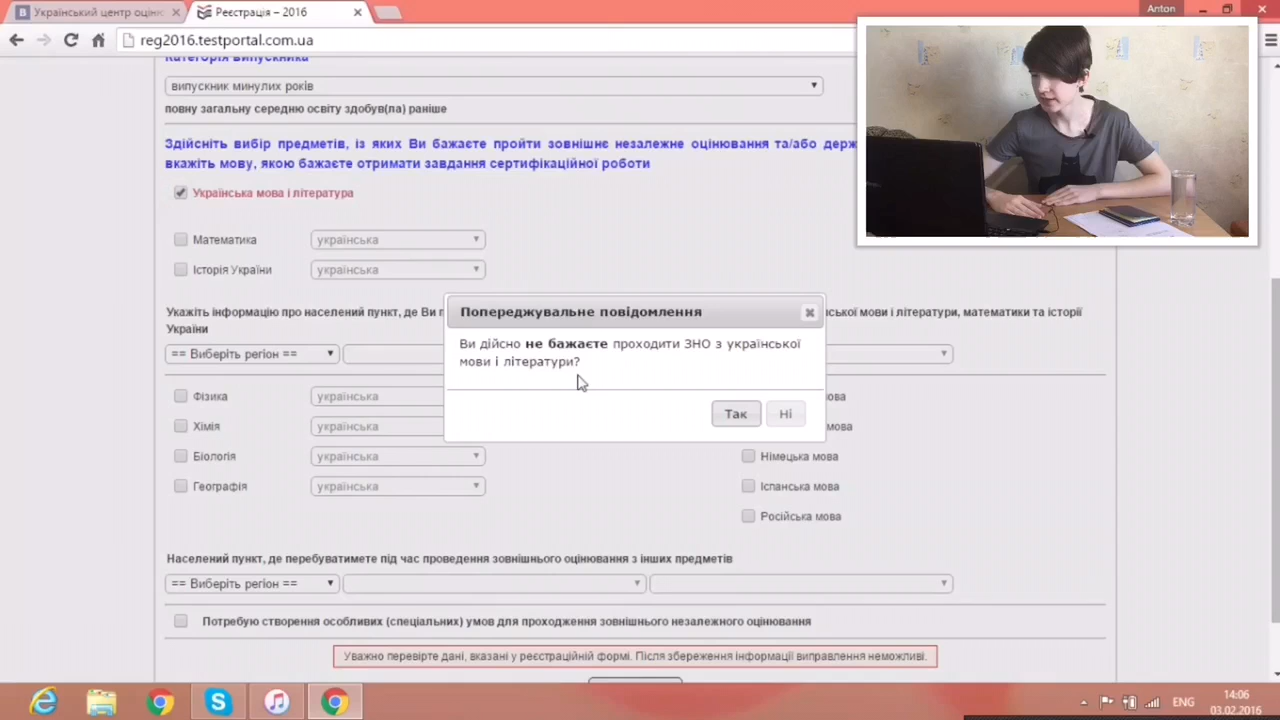 Український центр оціню
Реєстрація – 2016
Anton
reg2016.testportal.com.ua
Категорія випускника
випускник минулих років
повну загальну середню освіту здобув(ла) раніше
Здійсніть вибір предметів, із яких Ви бажаєте пройти зовнішнє незалежне оцінювання та/або держ
вкажіть мову, якою бажаєте отримати завдання сертифікаційної роботи
Українська мова і література
Математика українська
Історія України українська
Укажіть інформацію про населений пункт, де Ви п нської мови і літератури, математики та історії
України
== Виберіть регіон ==
Попереджувальне повідомлення
Ви дійсно не бажаєте проходити ЗНО з української
мови і літератури?
Так Ні
Фізика українська ова
Хімія українська мова
Біологія українська Німецька мова
Географія українська Іспанська мова
Російська мова
Населений пункт, де перебуватимете під час проведення зовнішнього оцінювання з інших предметів
== Виберіть регіон ==
Потребую створення особливих (спеціальних) умов для проходження зовнішнього незалежного оцінювання
Уважно перевірте дані, вказані у реєстраційній формі. Після збереження інформації виправлення неможливі.
ENG
14:06
03.02.2016